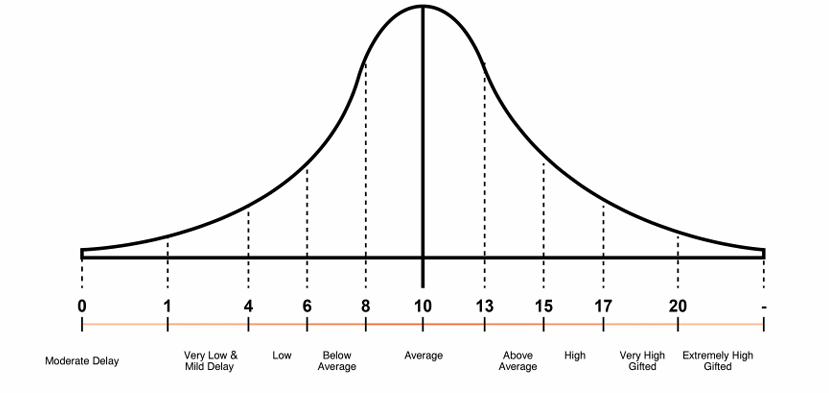 0 1 4 6 8 10 13 15 17 20 -
Moderate Delay
Very Low &
Mild Delay
Low
Below
Average
Average
Above
Average
High
Very High
Gifted
Extremely High
Gifted